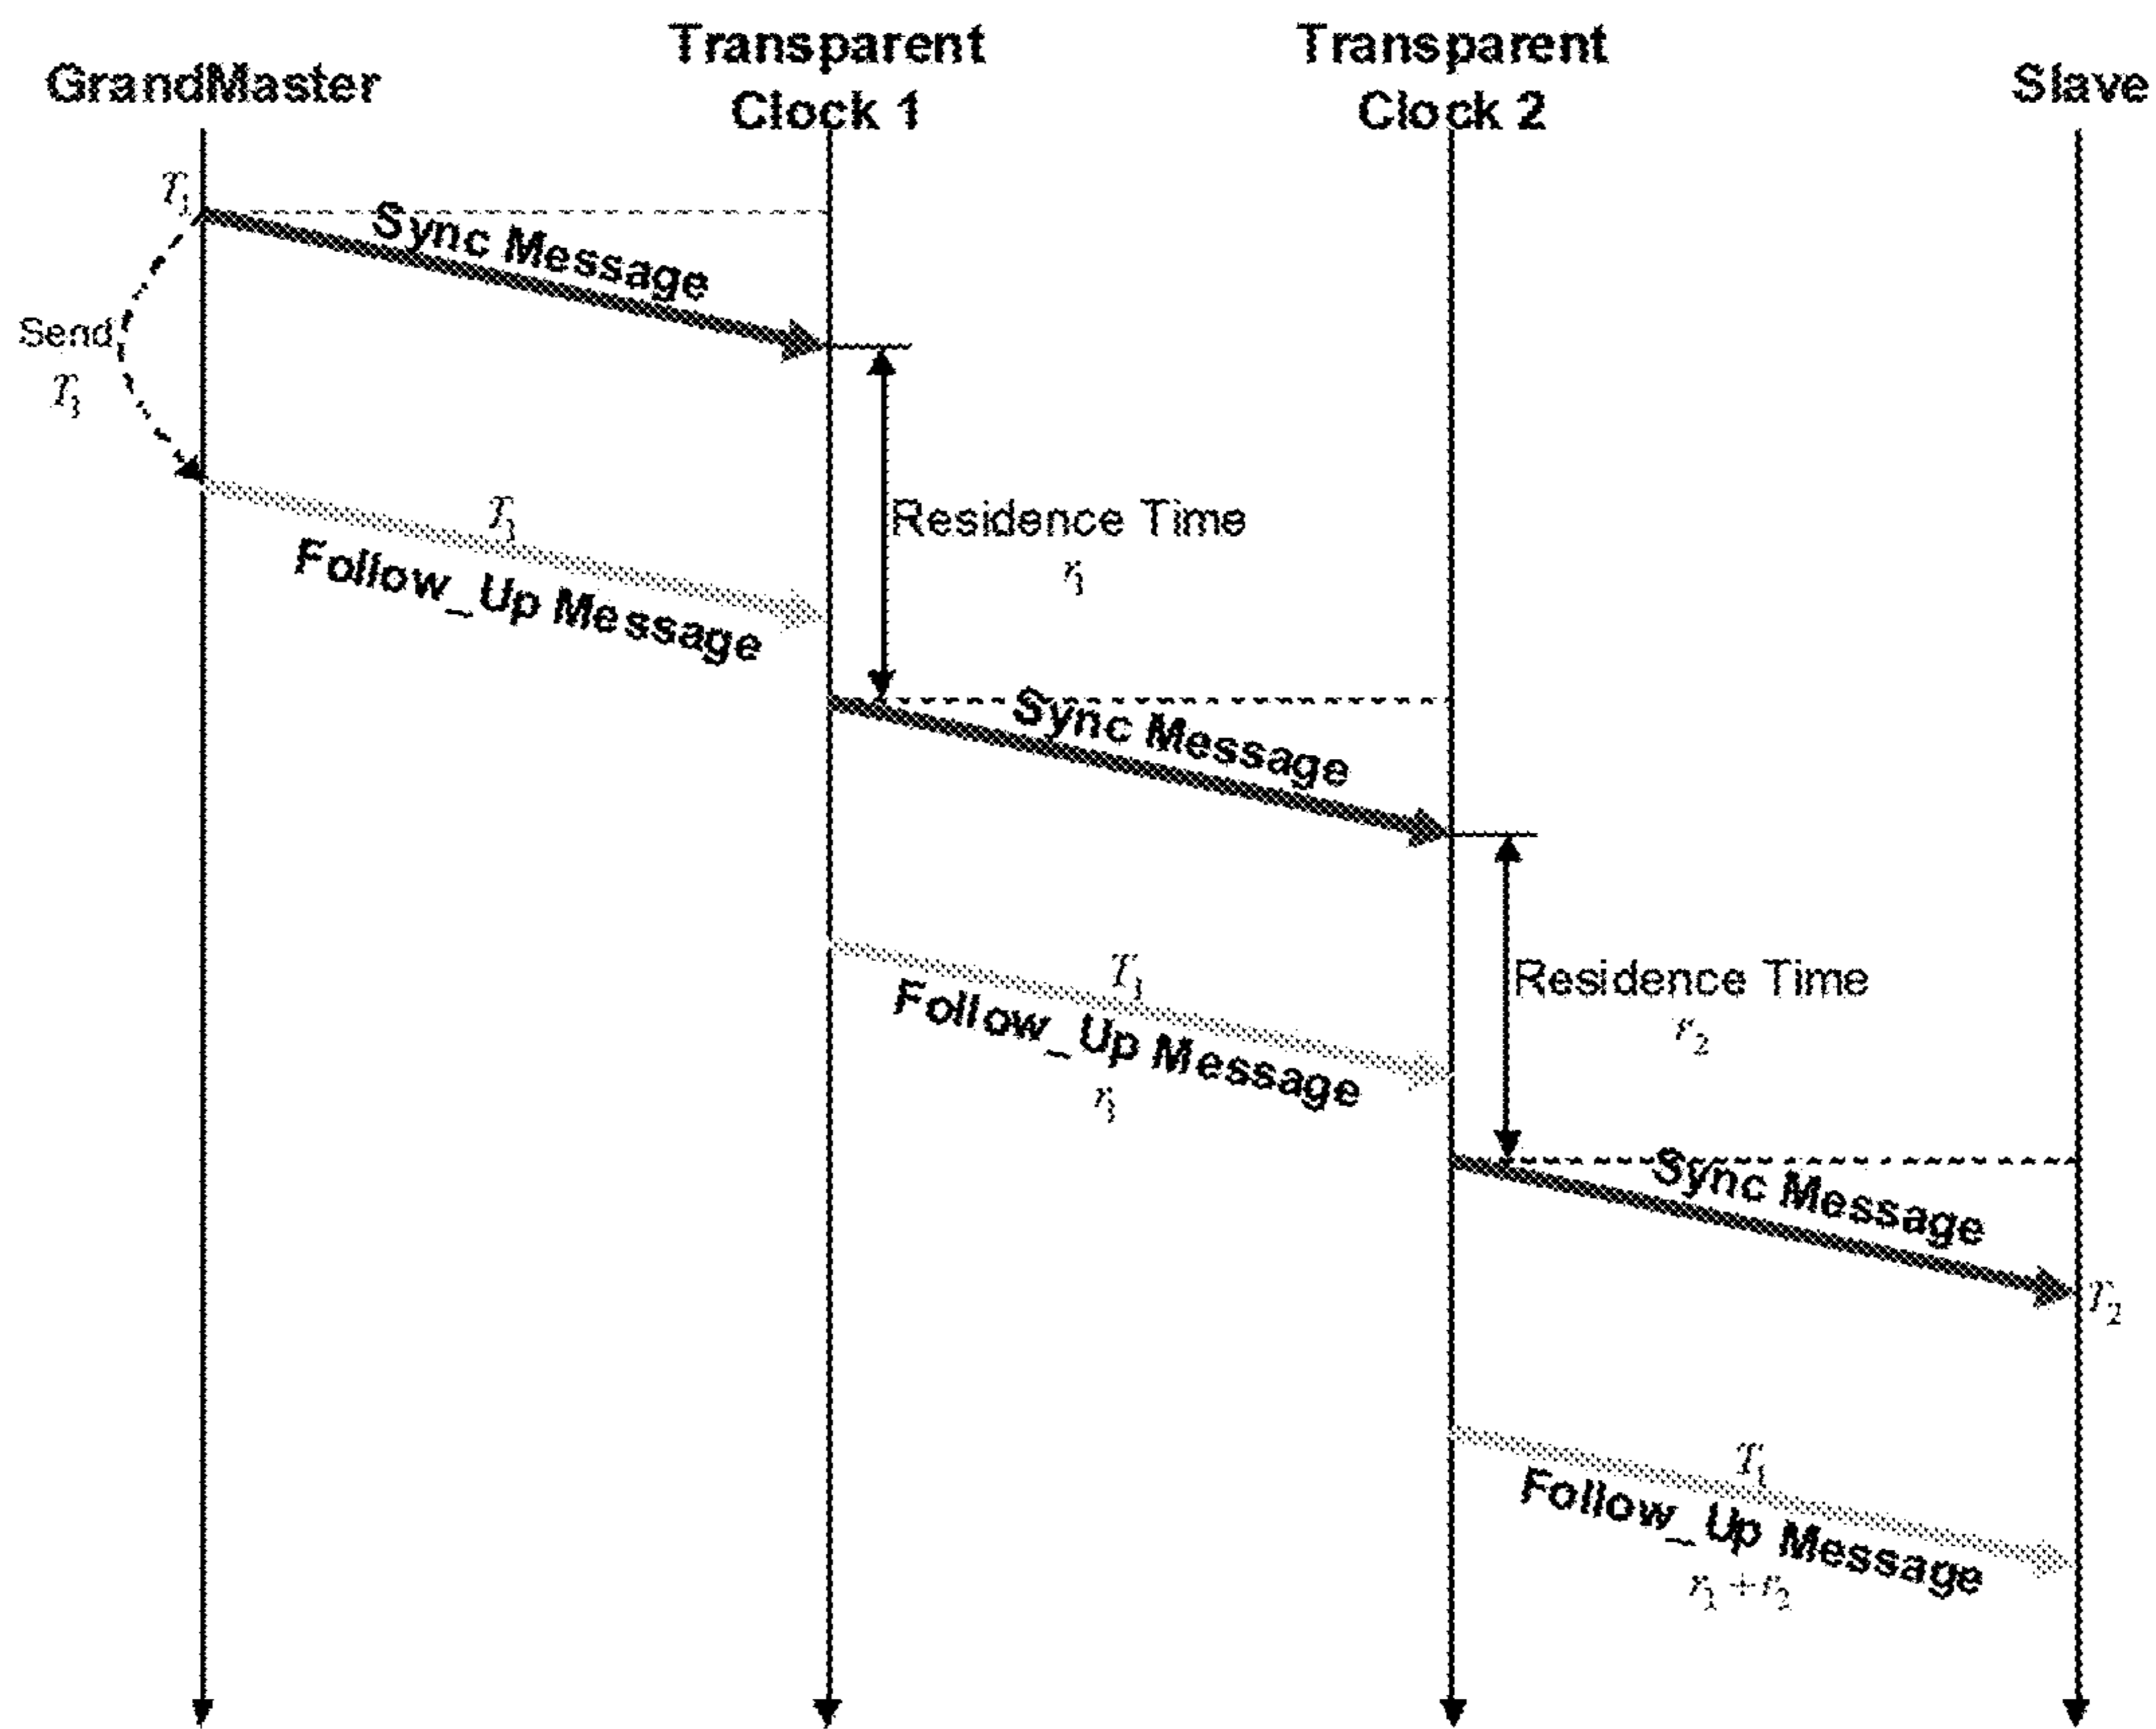 GrandMaster
Transparent
Clock 1
Transparent
Clock 2
Slave
T₁
Sync Message
Send
T₁
T₁
Follow_Up Message
Residence Time
r₁
Sync Message
T₁
Follow_Up Message
r₁
Residence Time
r₂
Sync Message
T₂
T₁
Follow_Up Message
r₁ + r₂